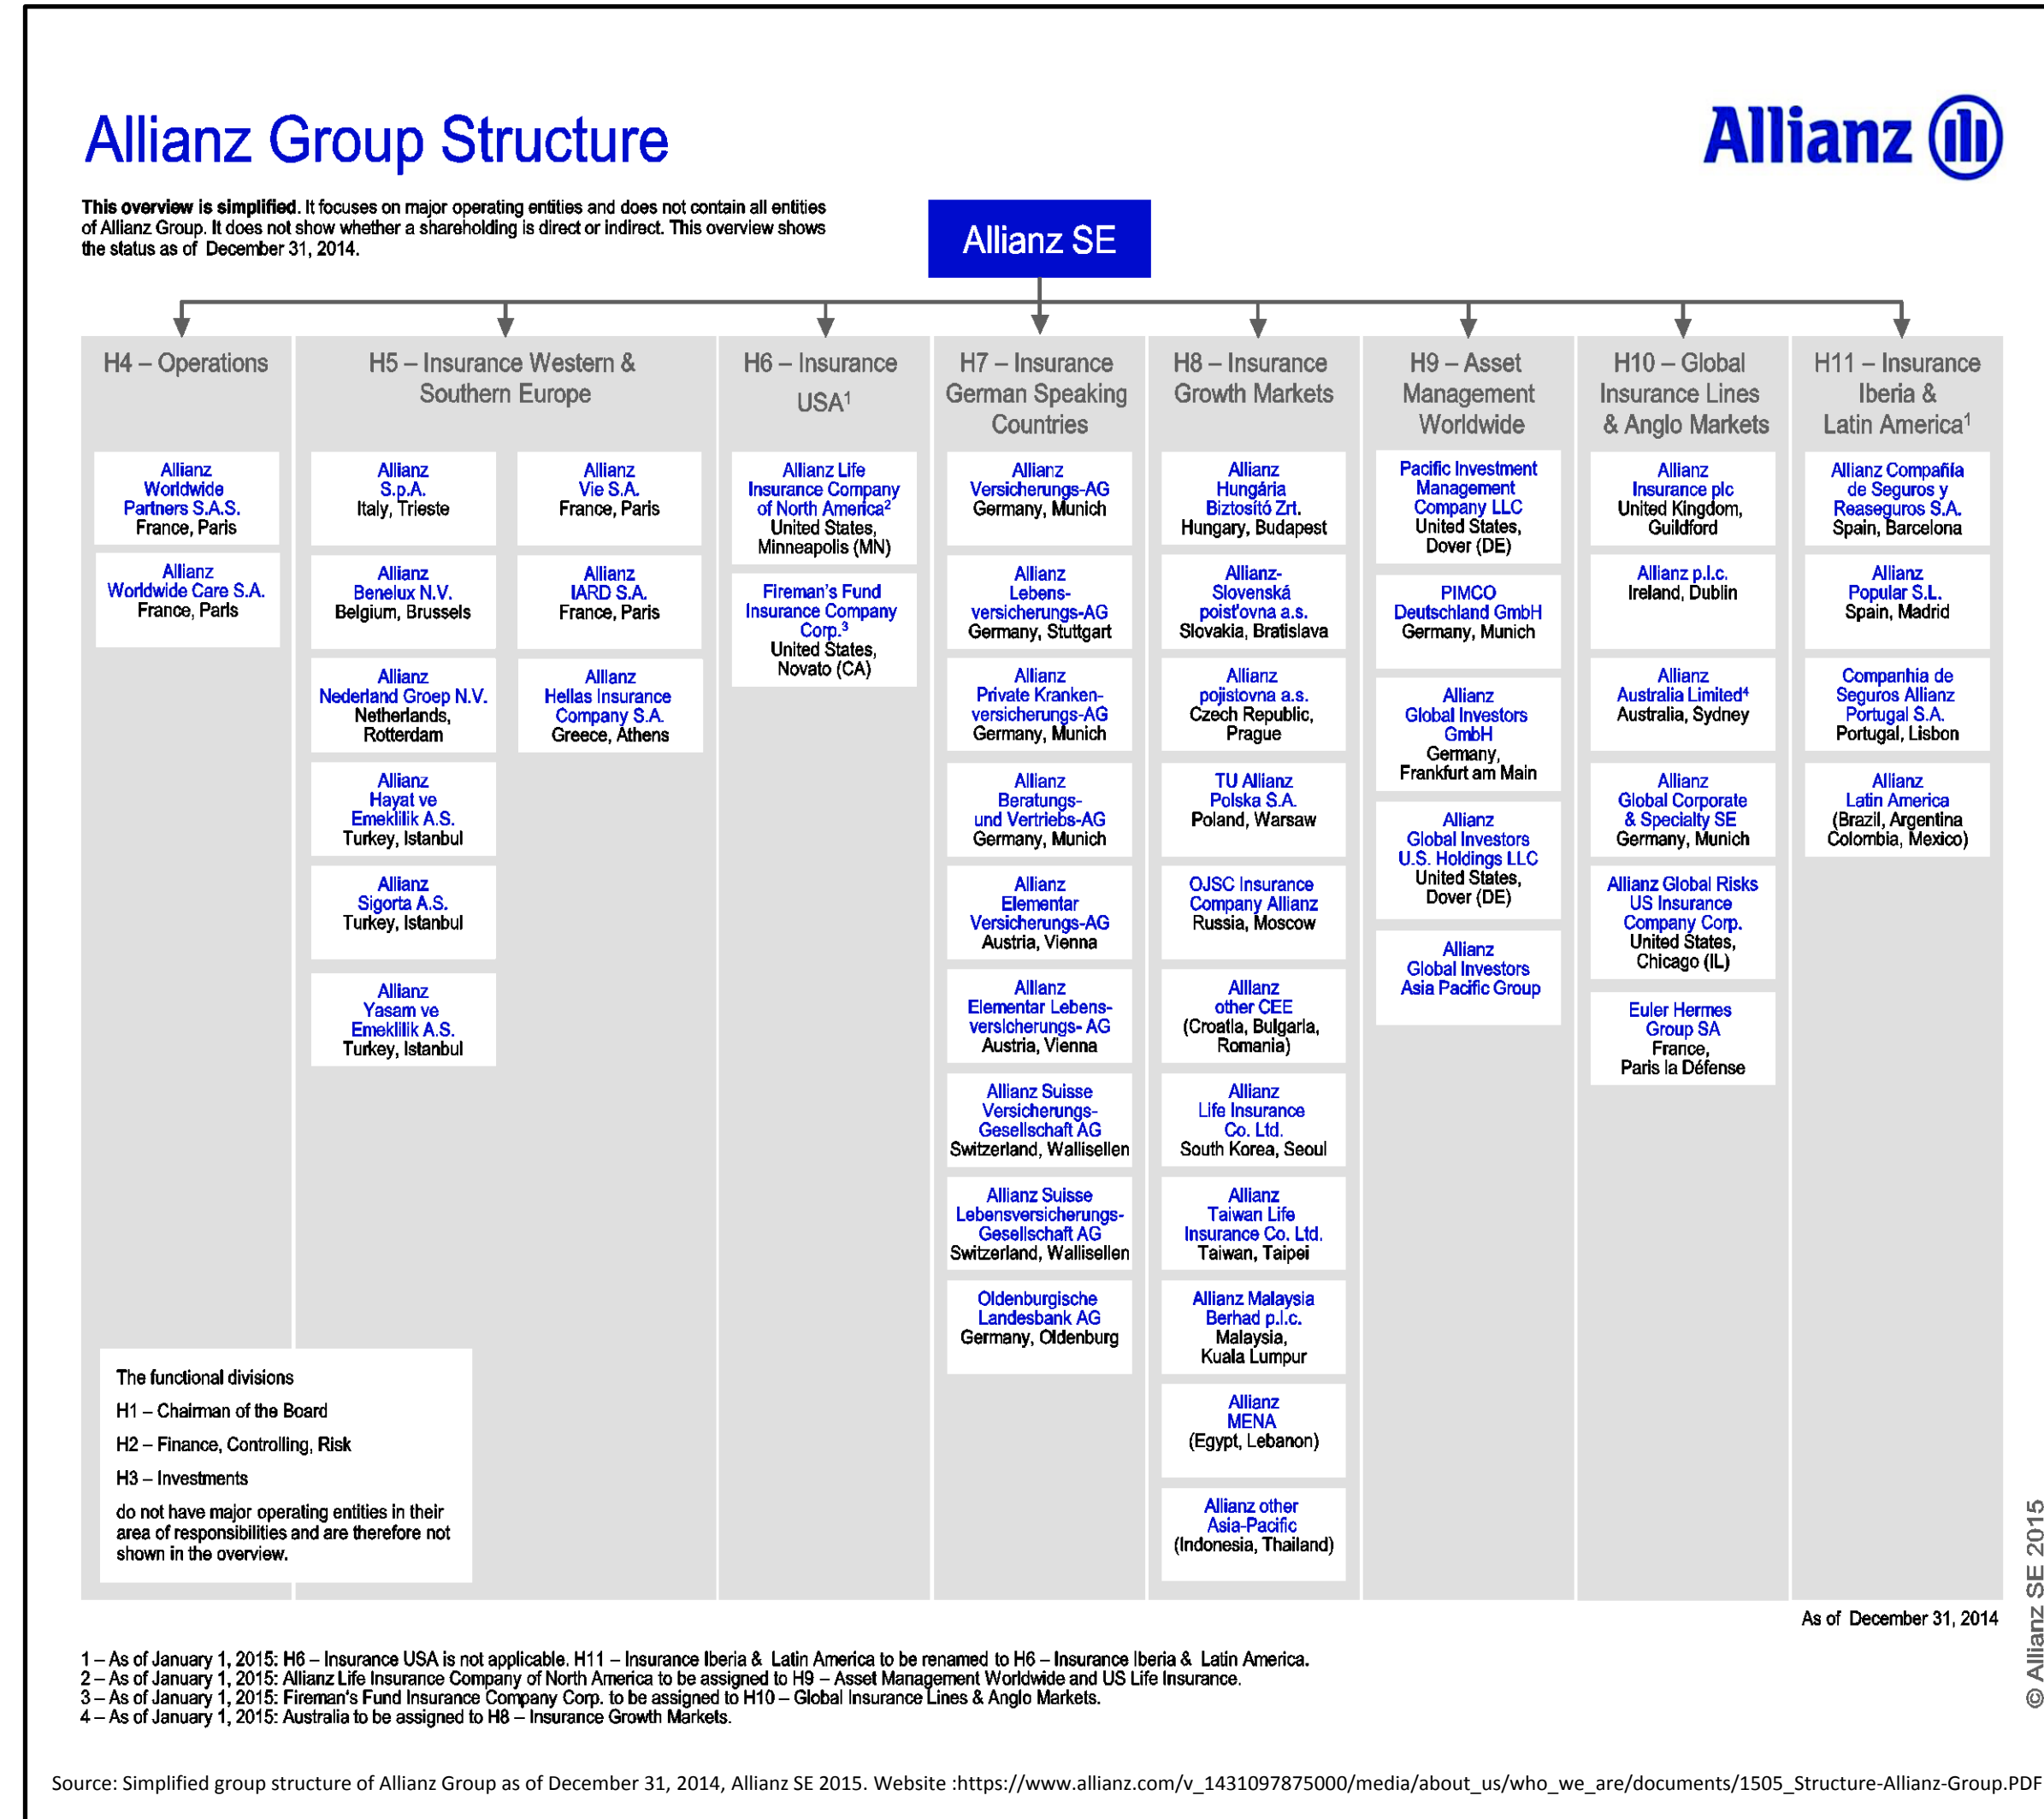 Allianz Group Structure
Allianz
This overview is simplified. It focuses on major operating entities and does not contain all entities
of Allianz Group. It does not show whether a shareholding is direct or indirect. This overview shows
the status as of December 31, 2014.
Allianz SE
H4 – Operations
Allianz
Worldwide
Partners S.A.S.
France, Paris
Allianz
Worldwide Care S.A.
France, Paris
H5 – Insurance Western &
Southern Europe
Allianz
S.p.A.
Italy, Trieste
Allianz
Benelux N.V.
Belgium, Brussels
Allianz
Nederland Groep N.V.
Netherlands,
Rotterdam
Allianz
Hayat ve
Emeklilik A.S.
Turkey, Istanbul
Allianz
Sigorta A.S.
Turkey, Istanbul
Allianz
Yasam ve
Emeklilik A.S.
Turkey, Istanbul
Allianz
Vie S.A.
France, Paris
Allianz
IARD S.A.
France, Paris
Allianz
Hellas Insurance
Company S.A.
Greece, Athens
H6 – Insurance
USA¹
Allianz Life
Insurance Company
of North America²
United States,
Minneapolis (MN)
Fireman's Fund
Insurance Company
Corp.³
United States,
Novato (CA)
H7 – Insurance
German Speaking
Countries
Allianz
Versicherungs-AG
Germany, Munich
Allianz
Lebens-
versicherungs-AG
Germany, Stuttgart
Allianz
Private Kranken-
versicherungs-AG
Germany, Munich
Allianz
Beratungs-
und Vertriebs-AG
Germany, Munich
Allianz
Elementar
Versicherungs-AG
Austria, Vienna
Allianz
Elementar Lebens-
versicherungs- AG
Austria, Vienna
Allianz Suisse
Versicherungs-
Gesellschaft AG
Switzerland, Wallisellen
Allianz Suisse
Lebensversicherungs-
Gesellschaft AG
Switzerland, Wallisellen
Oldenburgische
Landesbank AG
Germany, Oldenburg
H8 – Insurance
Growth Markets
Allianz
Hungária
Biztosító Zrt.
Hungary, Budapest
Allianz-
Slovenská
poist'ovna a.s.
Slovakia, Bratislava
Allianz
pojistovna a.s.
Czech Republic,
Prague
TU Allianz
Polska S.A.
Poland, Warsaw
OJSC Insurance
Company Allianz
Russia, Moscow
Allianz
other CEE
(Croatia, Bulgaria,
Romania)
Allianz
Life Insurance
Co. Ltd.
South Korea, Seoul
Allianz
Taiwan Life
Insurance Co. Ltd.
Taiwan, Taipei
Allianz Malaysia
Berhad p.l.c.
Malaysia,
Kuala Lumpur
Allianz
MENA
(Egypt, Lebanon)
Allianz other
Asia-Pacific
(Indonesia, Thailand)
H9 – Asset
Management
Worldwide
Pacific Investment
Management
Company LLC
United States,
Dover (DE)
PIMCO
Deutschland GmbH
Germany, Munich
Allianz
Global Investors
GmbH
Germany,
Frankfurt am Main
Allianz
Global Investors
U.S. Holdings LLC
United States,
Dover (DE)
Allianz
Global Investors
Asia Pacific Group
H10 – Global
Insurance Lines
& Anglo Markets
Allianz
Insurance plc
United Kingdom,
Guildford
Allianz p.l.c.
Ireland, Dublin
Allianz
Australia Limited⁴
Australia, Sydney
Allianz
Global Corporate
& Specialty SE
Germany, Munich
Allianz Global Risks
US Insurance
Company Corp.
United States,
Chicago (IL)
Euler Hermes
Group SA
France,
Paris la Défense
H11 – Insurance
Iberia &
Latin America¹
Allianz Compañía
de Seguros y
Reaseguros S.A.
Spain, Barcelona
Allianz
Popular S.L.
Spain, Madrid
Companhia de
Seguros Allianz
Portugal S.A.
Portugal, Lisbon
Allianz
Latin America
(Brazil, Argentina
Colombia, Mexico)
The functional divisions
H1 – Chairman of the Board
H2 – Finance, Controlling, Risk
H3 – Investments
do not have major operating entities in their
area of responsibilities and are therefore not
shown in the overview.
© Allianz SE 2015
As of December 31, 2014
1 – As of January 1, 2015: H6 – Insurance USA is not applicable. H11 – Insurance Iberia & Latin America to be renamed to H6 – Insurance Iberia & Latin America.
2 – As of January 1, 2015: Allianz Life Insurance Company of North America to be assigned to H9 – Asset Management Worldwide and US Life Insurance.
3 – As of January 1, 2015: Fireman's Fund Insurance Company Corp. to be assigned to H10 – Global Insurance Lines & Anglo Markets.
4 – As of January 1, 2015: Australia to be assigned to H8 – Insurance Growth Markets.
Source: Simplified group structure of Allianz Group as of December 31, 2014, Allianz SE 2015. Website :https://www.allianz.com/v_1431097875000/media/about_us/who_we_are/documents/1505_Structure-Allianz-Group.PDF